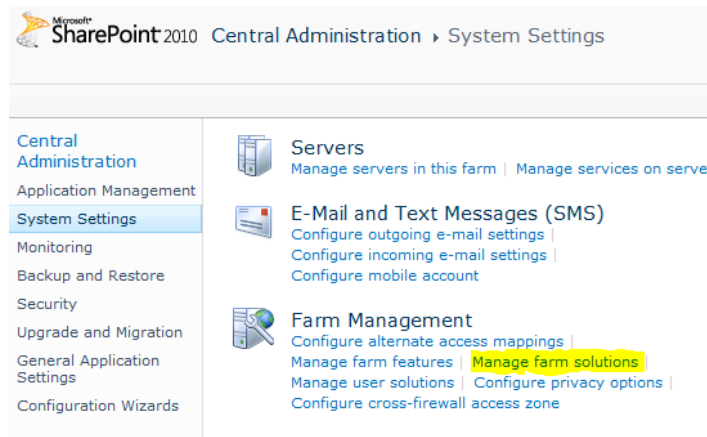 Microsoft®
SharePoint 2010 Central Administration ▸ System Settings
Central
Administration
Application Management
System Settings
Monitoring
Backup and Restore
Security
Upgrade and Migration
General Application
Settings
Configuration Wizards
Servers
Manage servers in this farm | Manage services on serve
E-Mail and Text Messages (SMS)
Configure outgoing e-mail settings |
Configure incoming e-mail settings |
Configure mobile account
Farm Management
Configure alternate access mappings |
Manage farm features | Manage farm solutions |
Manage user solutions | Configure privacy options |
Configure cross-firewall access zone